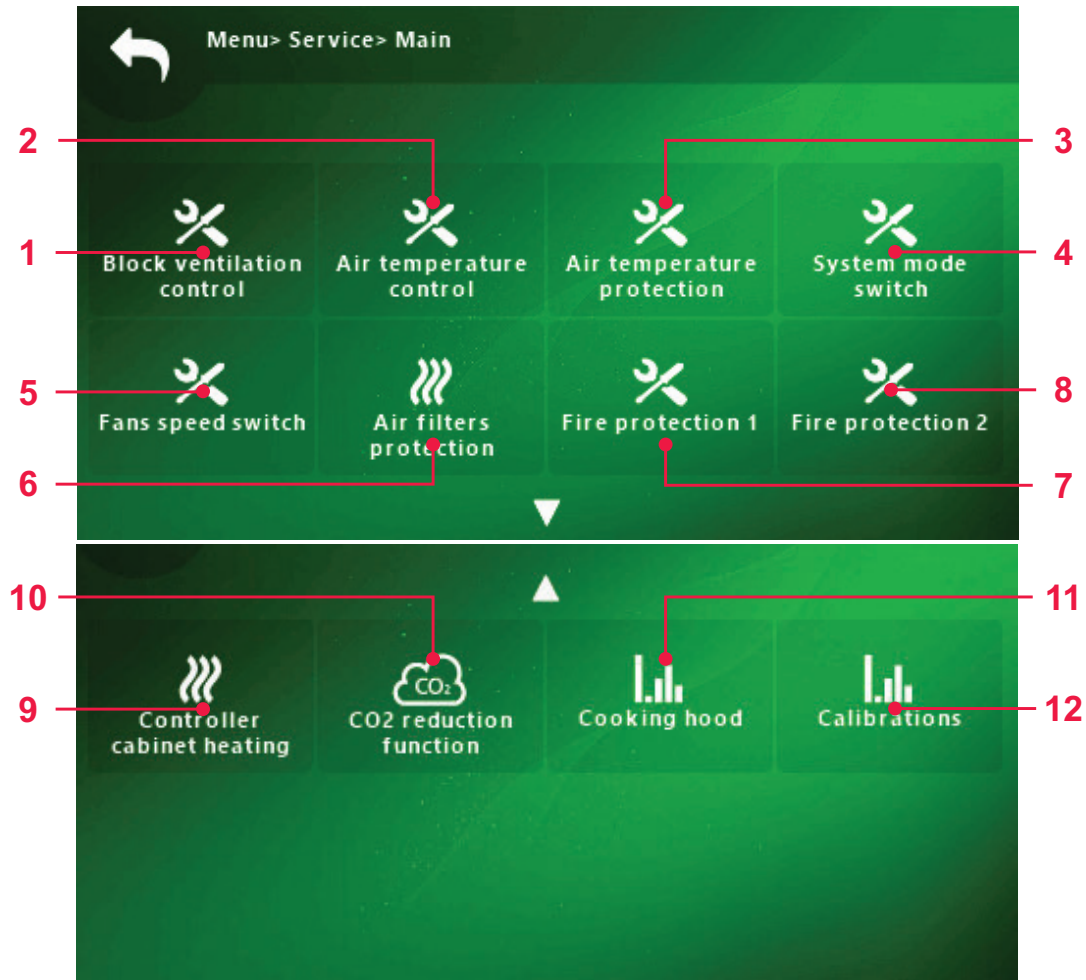 Menu> Service> Main
2
3
1
4
Block ventilation
control
Air temperature
control
Air temperature
protection
System mode
switch
5
8
Fans speed switch
Air filters
protection
Fire protection 1
Fire protection 2
6
7
10
11
CO₂
9
12
Controller
cabinet heating
CO2 reduction
function
Cooking hood
Calibrations